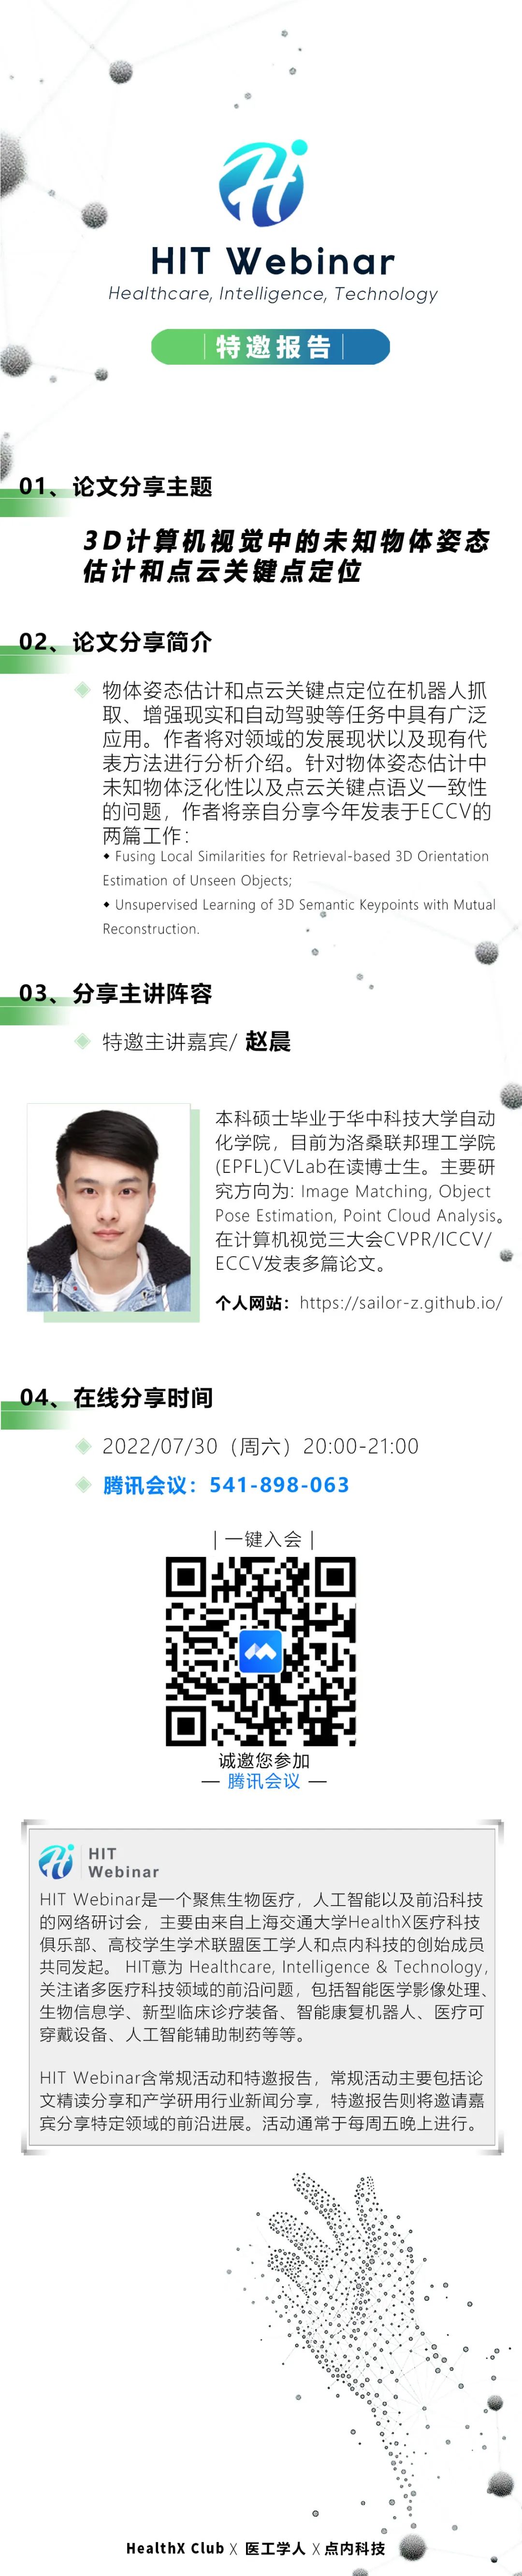 HIT Webinar
Healthcare, Intelligence, Technology
特邀报告
01、论文分享主题
3D计算机视觉中的未知物体姿态
估计和点云关键点定位
02、论文分享简介
物体姿态估计和点云关键点定位在机器人抓
取、增强现实和自动驾驶等任务中具有广泛
应用。作者将对领域的发展现状以及现有代
表方法进行分析介绍。针对物体姿态估计中
未知物体泛化性以及点云关键点语义一致性
的问题，作者将亲自分享今年发表于ECCV的
两篇工作：
◆ Fusing Local Similarities for Retrieval-based 3D Orientation
Estimation of Unseen Objects;
◆ Unsupervised Learning of 3D Semantic Keypoints with Mutual
Reconstruction.
03、分享主讲阵容
特邀主讲嘉宾/ 赵晨
本科硕士毕业于华中科技大学自动
化学院，目前为洛桑联邦理工学院
(EPFL)CVLab在读博士生。主要研
究方向为: Image Matching, Object
Pose Estimation, Point Cloud Analysis。
在计算机视觉三大会CVPR/ICCV/
ECCV发表多篇论文。
个人网站：https://sailor-z.github.io/
04、在线分享时间
2022/07/30（周六）20:00-21:00
腾讯会议：541-898-063
| 一键入会 |
诚邀您参加
— 腾讯会议 —
HIT
Webinar
HIT Webinar是一个聚焦生物医疗，人工智能以及前沿科技
的网络研讨会，主要由来自上海交通大学HealthX医疗科技
俱乐部、高校学生学术联盟医工学人和点内科技的创始成员
共同发起。 HIT意为 Healthcare, Intelligence & Technology，
关注诸多医疗科技领域的前沿问题，包括智能医学影像处理、
生物信息学、新型临床诊疗装备、智能康复机器人、医疗可
穿戴设备、人工智能辅助制药等等。
HIT Webinar含常规活动和特邀报告，常规活动主要包括论
文精读分享和产学研用行业新闻分享，特邀报告则将邀请嘉
宾分享特定领域的前沿进展。活动通常于每周五晚上进行。
HealthX Club X 医工学人 X 点内科技